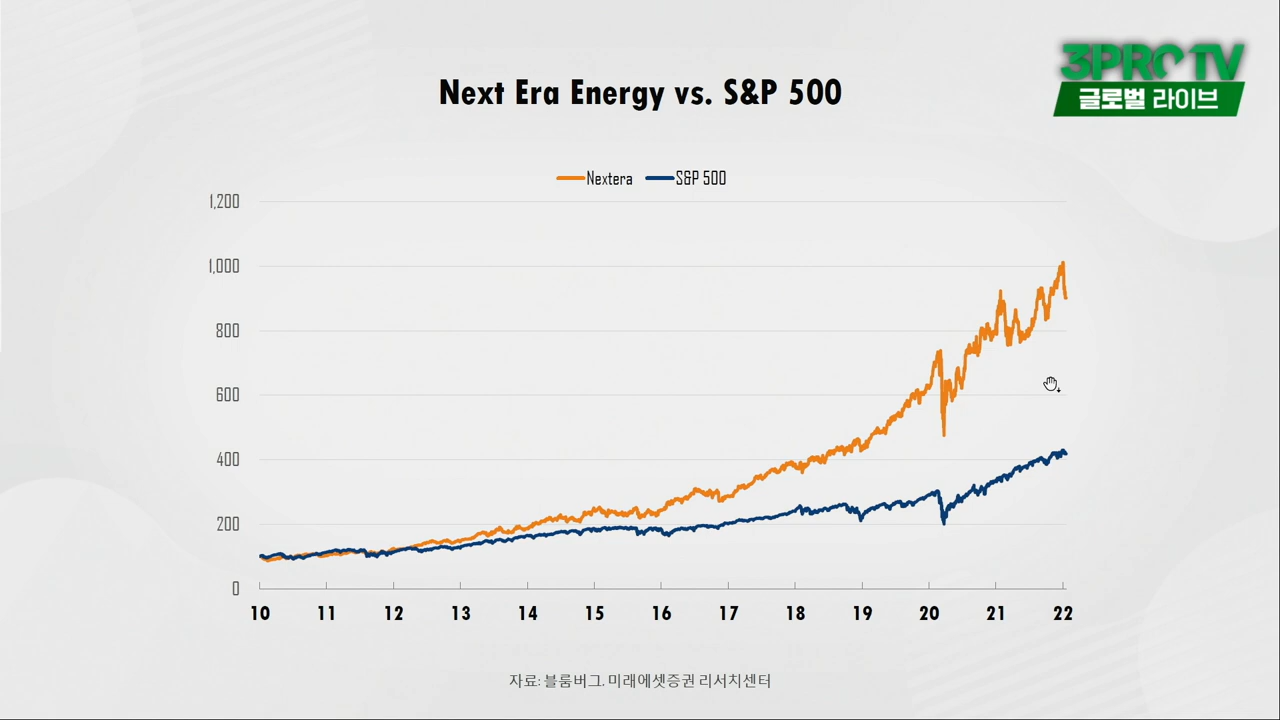 3PRO TV
글로벌 라이브
Next Era Energy vs. S&P 500
Nextera S&P 500
1,200
1,000
800
600
400
200
0
10 11 12 13 14 15 16 17 18 19 20 21 22
자료: 블룸버그, 미래에셋증권 리서치센터